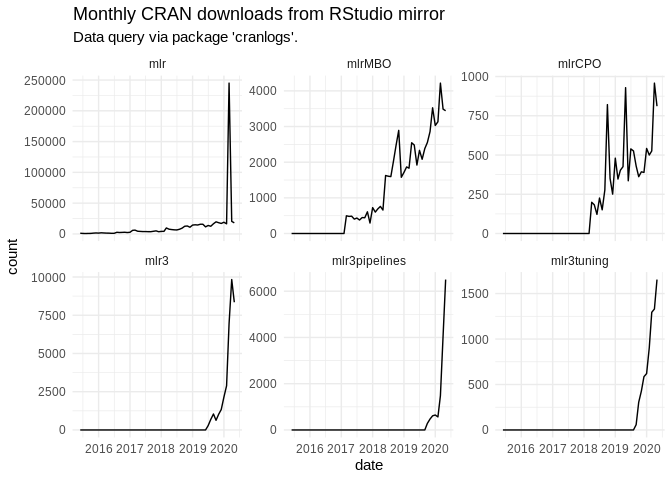 Monthly CRAN downloads from RStudio mirror
Data query via package 'cranlogs'.
mlr
mlrMBO
mlrCPO
250000
200000
150000
100000
50000
0
4000
3000
2000
1000
0
1000
750
500
250
0
count
mlr3
mlr3pipelines
mlr3tuning
10000
7500
5000
2500
0
6000
4000
2000
0
1500
1000
500
0
2016 2017 2018 2019 2020
2016 2017 2018 2019 2020
2016 2017 2018 2019 2020
date